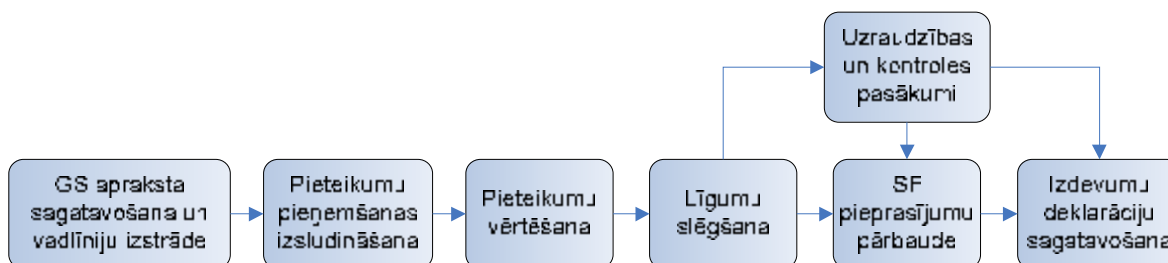 Uzraudzības
un kontroles
pasākumi
GS apraksta
sagatavošana un
vadlīniju izstrāde
Pieteikumu
pieņemšanas
izsludināšana
Pieteikumu
vērtēšana
Līgumu
slēgšana
SF
pieprasījumu
pārbaude
Izdevumu
deklarāciju
sagatavošana